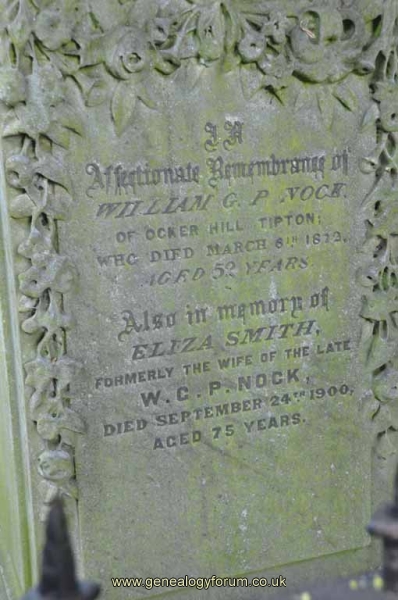 In
Affectionate Remembrance of
WILLIAM G. P. NOCK.
OF OCKER HILL TIPTON;
WHO DIED MARCH 6TH 1873.
AGED 52 YEARS
Also in memory of
ELIZA SMITH,
FORMERLY THE WIFE OF THE LATE
W. G. P. NOCK,
DIED SEPTEMBER 24TH 1900,
AGED 75 YEARS.
www.genealogyforum.co.uk